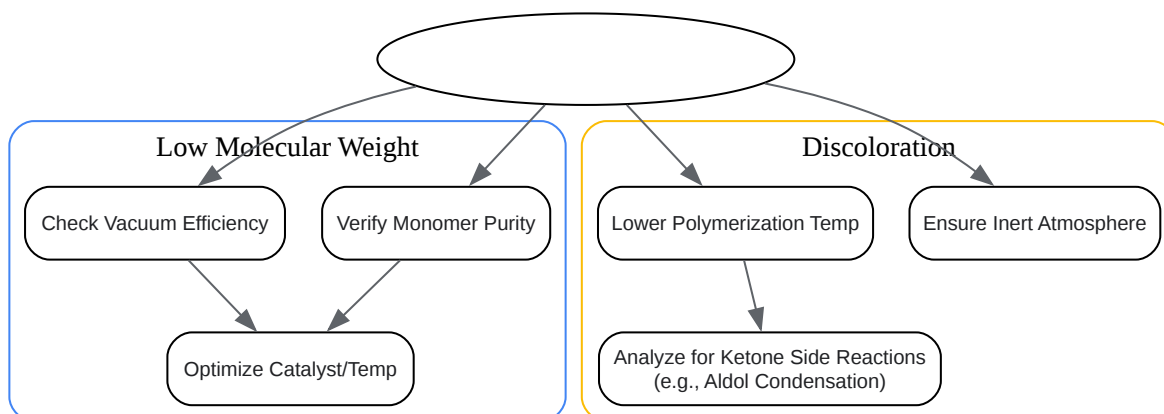 Low Molecular Weight
Discoloration
Check Vacuum Efficiency
Verify Monomer Purity
Lower Polymerization Temp
Ensure Inert Atmosphere
Optimize Catalyst/Temp
Analyze for Ketone Side Reactions
(e.g., Aldol Condensation)